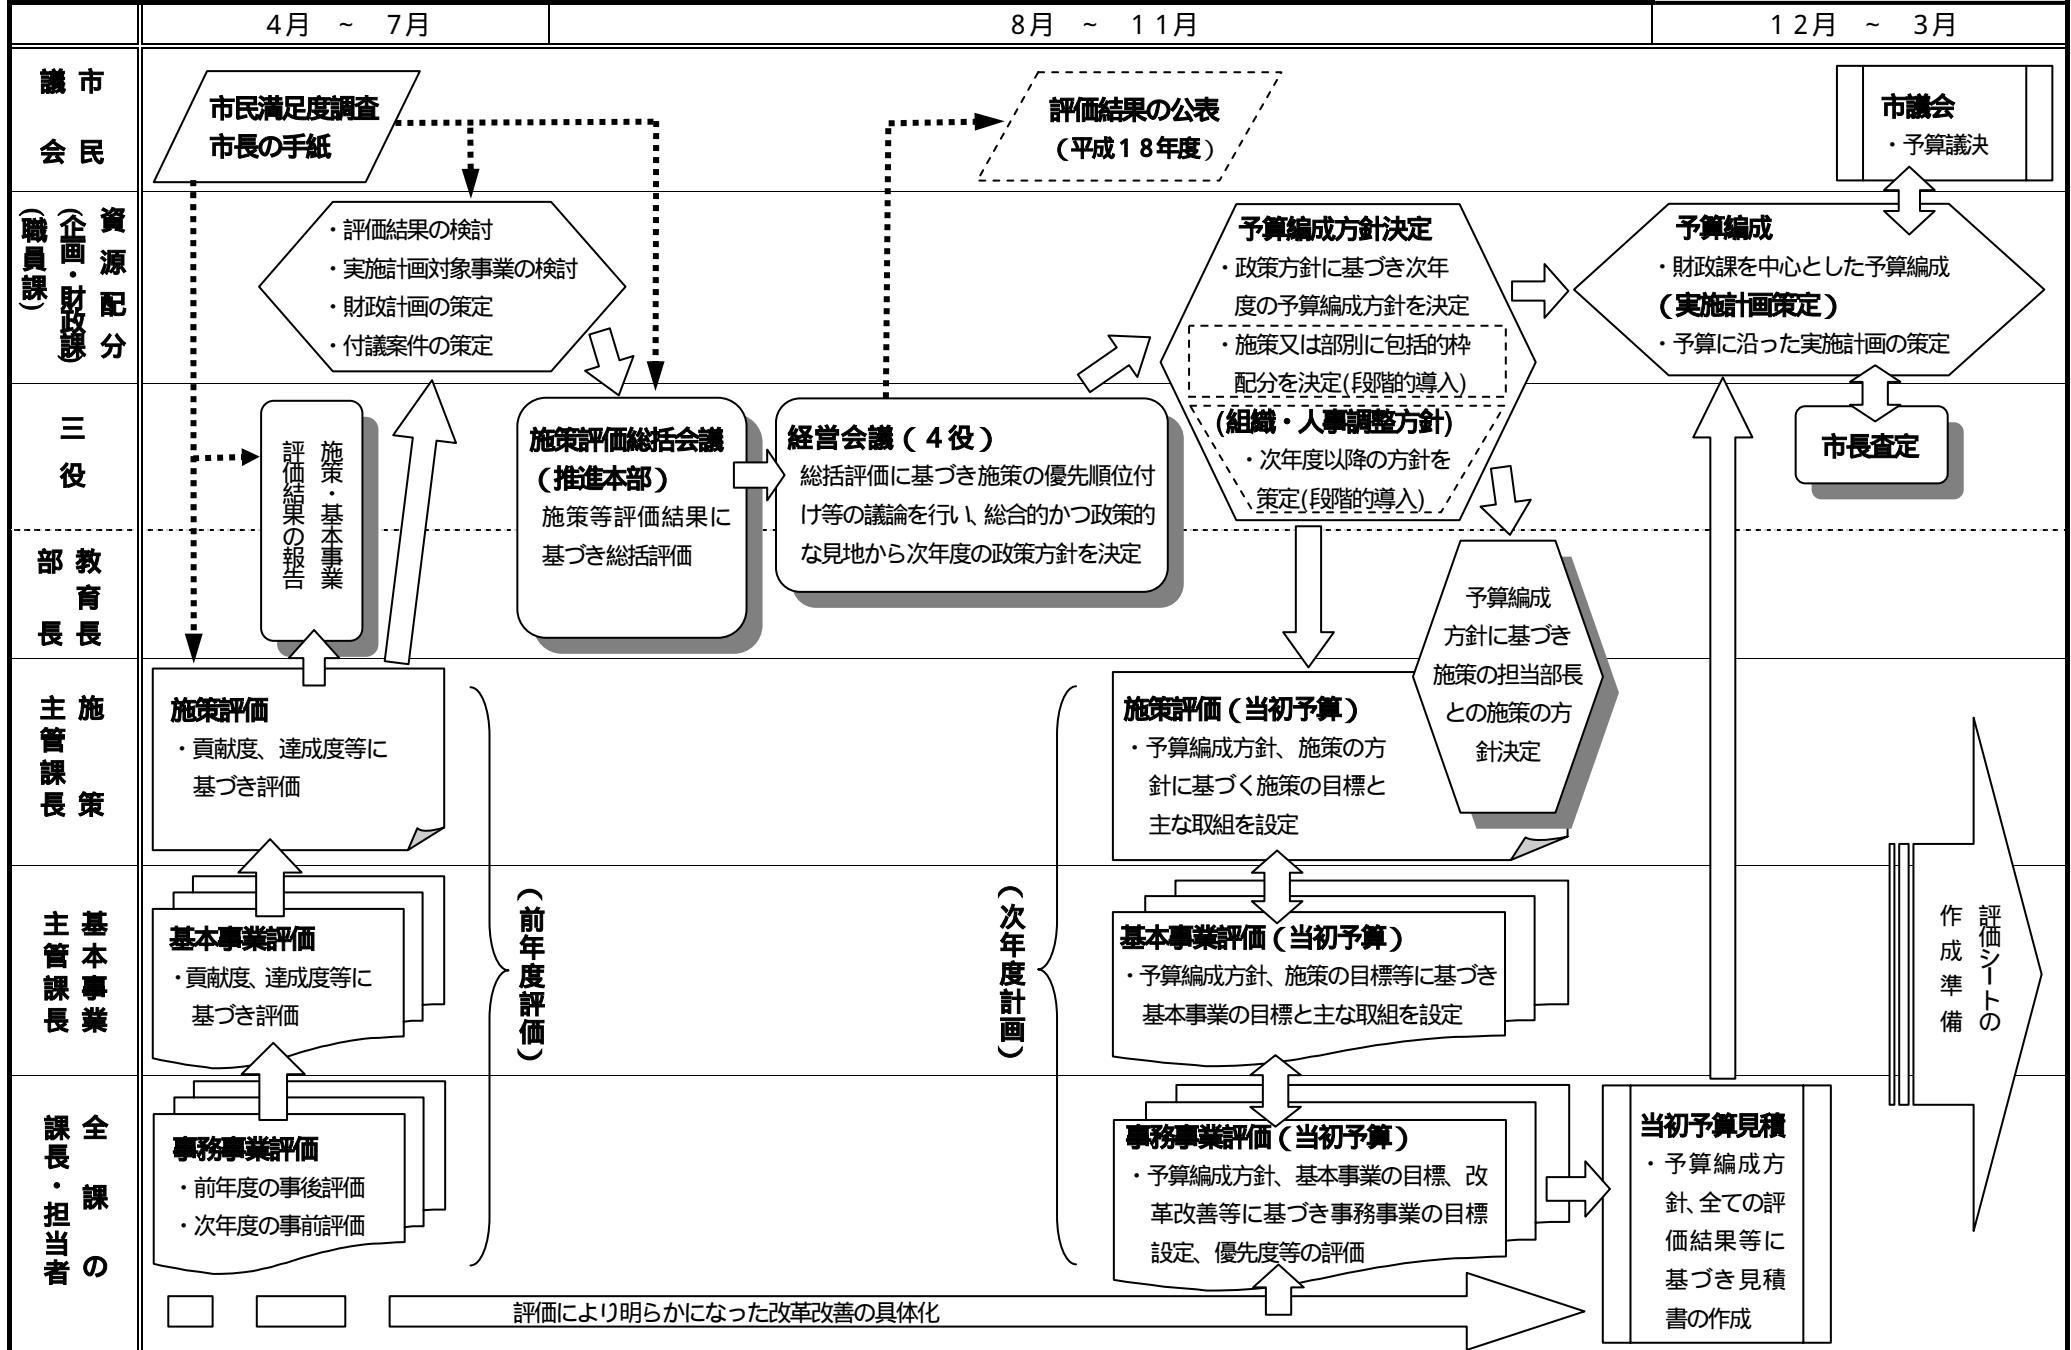 4月　～　7月
8月　～　11月
12月　～　3月
市民
議会
市民満足度調査
市長の手紙
評価結果の公表
（平成18年度）
市議会
・予算議決
資源配分
(企画・財政課)
(職員課)
・評価結果の検討
・実施計画対象事業の検討
・財政計画の策定
・付議案件の策定
予算編成方針決定
・政策方針に基づき次年
度の予算編成方針を決定
・施策又は部別に包括的枠
配分を決定(段階的導入)
(組織・人事調整方針)
・次年度以降の方針を
策定(段階的導入)
予算編成
・財政課を中心とした予算編成
（実施計画策定）
・予算に沿った実施計画の策定
三役
施策・基本事業
評価結果の報告
施策評価総括会議
（推進本部）
施策等評価結果に
基づき総括評価
経営会議（４役）
総括評価に基づき施策の優先順位付
け等の議論を行い、総合的かつ政策的
な見地から次年度の政策方針を決定
市長査定
教育長
部長
予算編成
方針に基づき
施策の担当部長
との施策の方
針決定
施策
主管課長
施策評価
・貢献度、達成度等に
基づき評価
施策評価（当初予算）
・予算編成方針、施策の方
針に基づく施策の目標と
主な取組を設定
基本事業
主管課長
基本事業評価
・貢献度、達成度等に
基づき評価
(前年度評価)
(次年度計画)
基本事業評価（当初予算）
・予算編成方針、施策の目標等に基づき
基本事業の目標と主な取組を設定
評価シートの
作成準備
全課の
課長・担当者
事務事業評価
・前年度の事後評価
・次年度の事前評価
事務事業評価（当初予算）
・予算編成方針、基本事業の目標、改
革改善等に基づき事務事業の目標
設定、優先度等の評価
当初予算見積
・予算編成方
針、全ての評
価結果等に
基づき見積
書の作成
評価により明らかになった改革改善の具体化